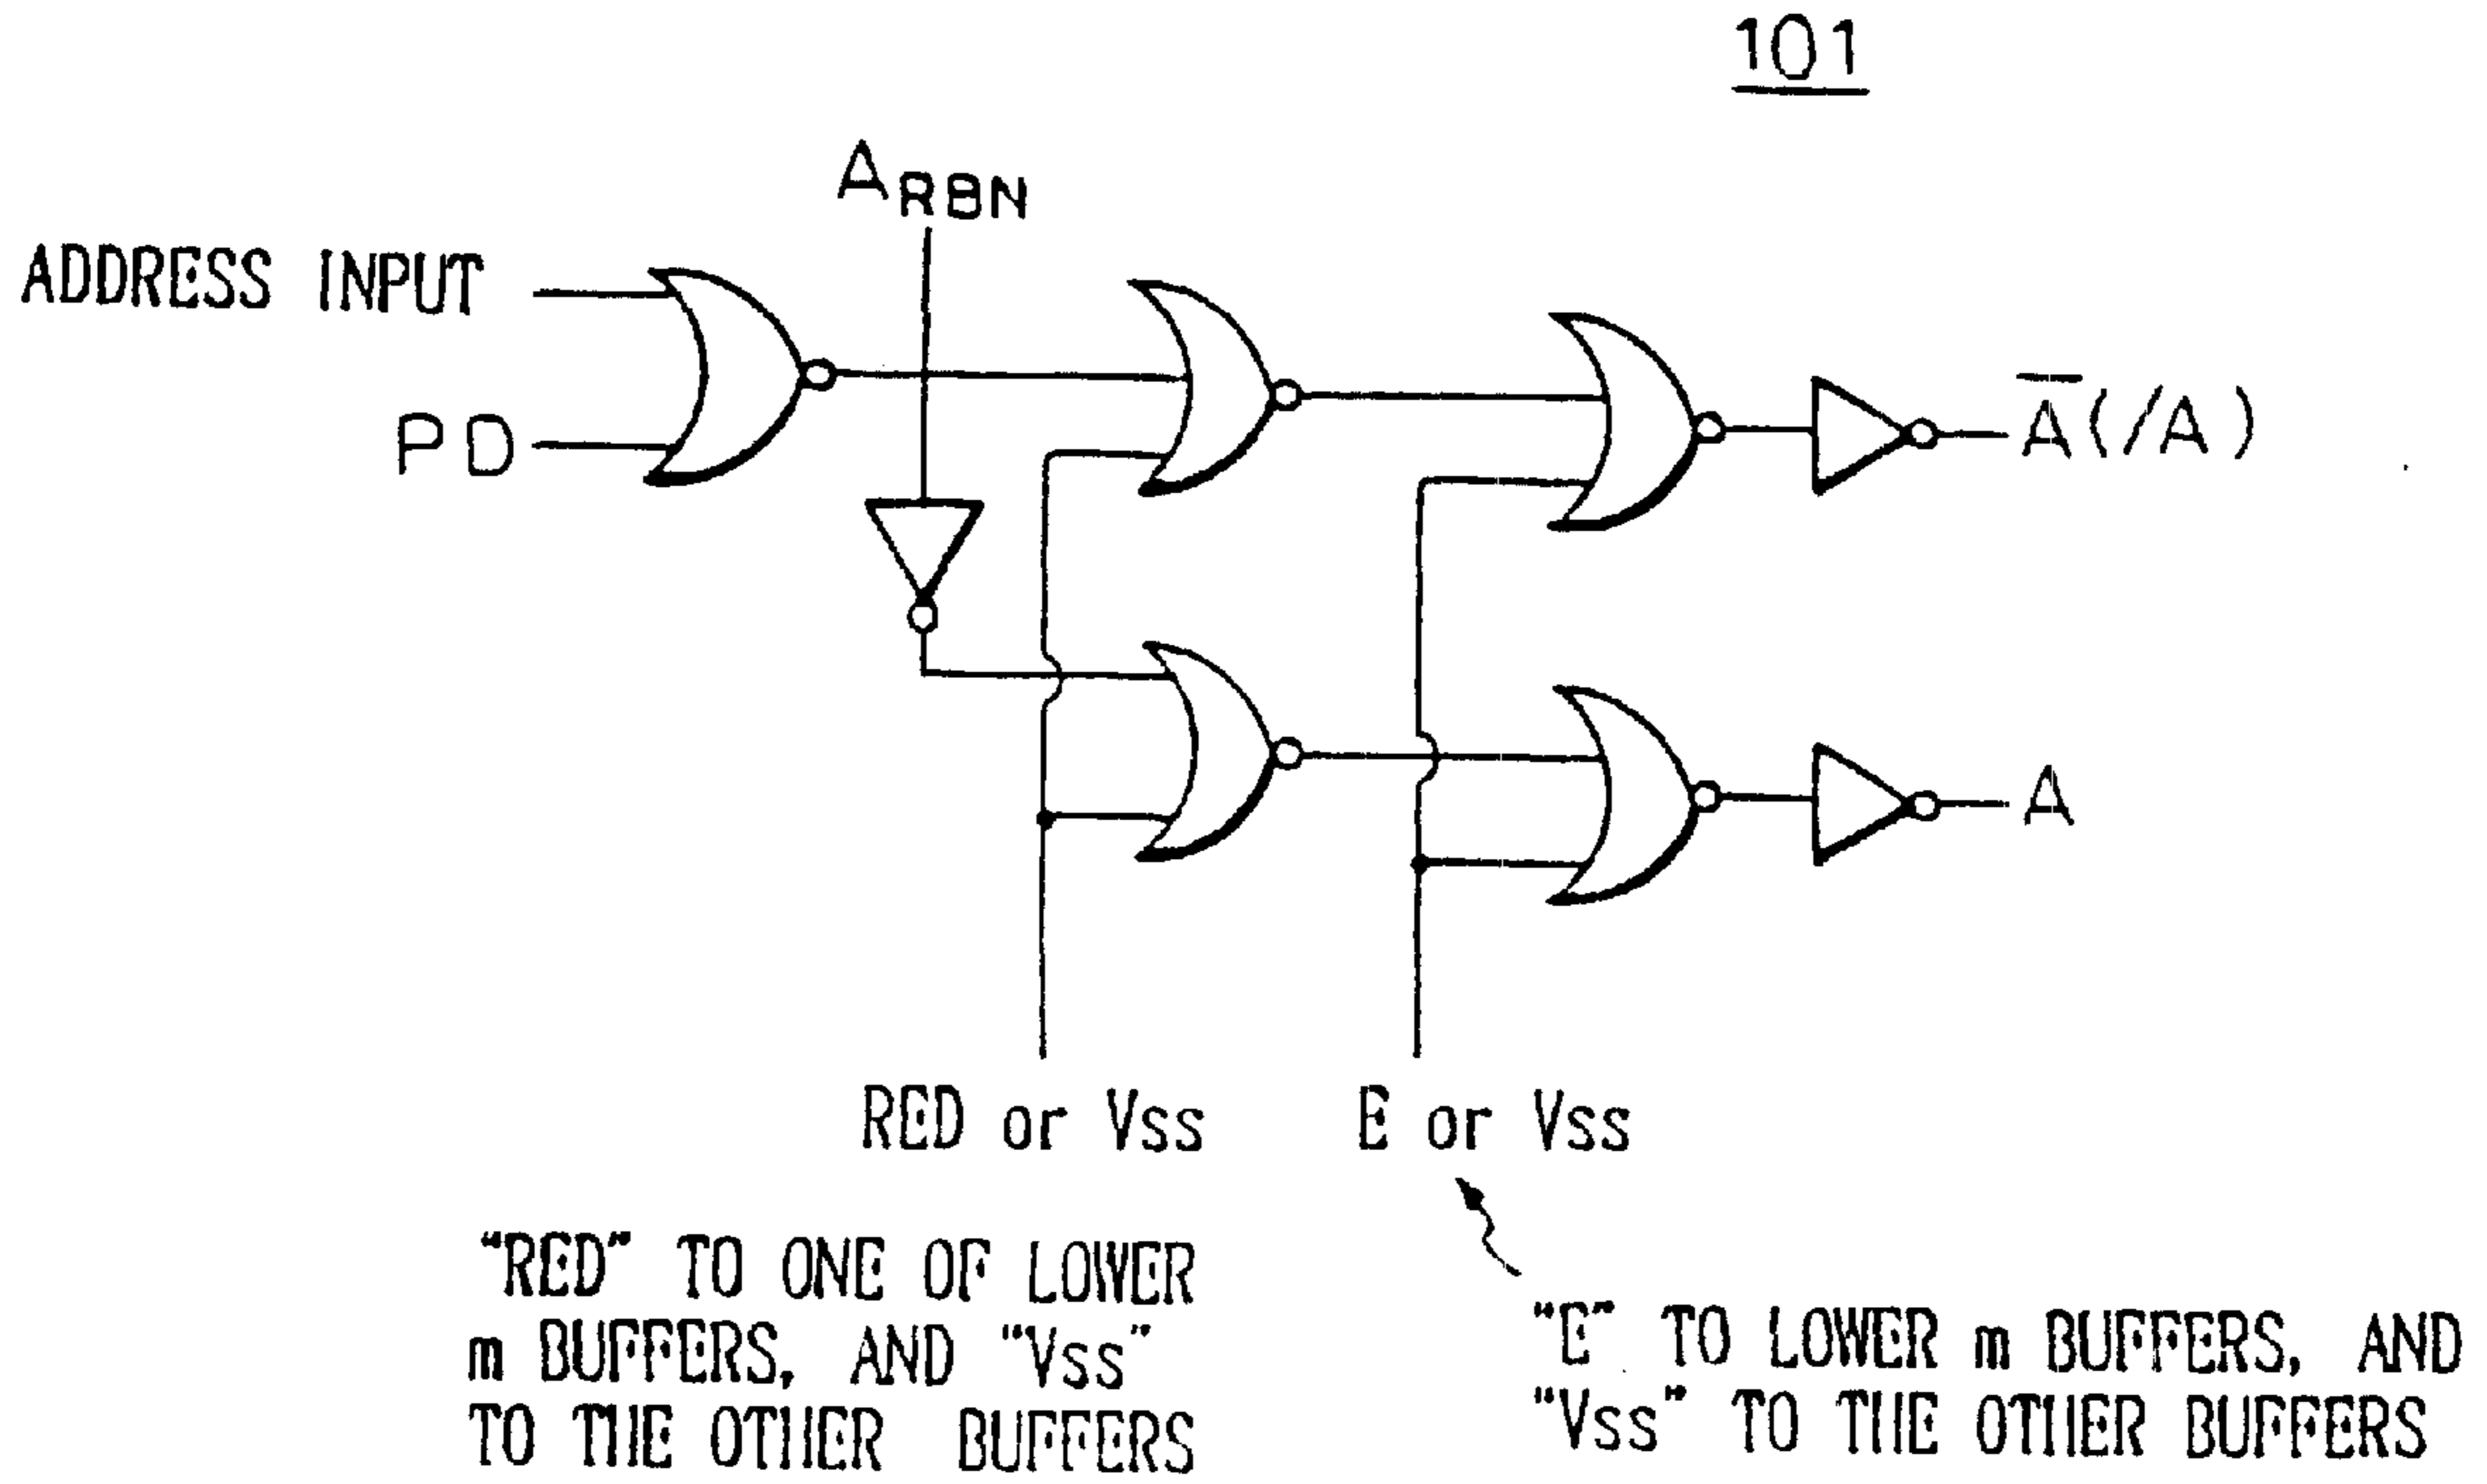 101
A RBN
ADDRESS INPUT
PD
A̅(/A)
A
RED or Vss
E or Vss
"RED" TO ONE OF LOWER
m BUFFERS, AND "Vss"
TO THE OTHER BUFFERS
"E" TO LOWER m BUFFERS, AND
"Vss" TO THE OTHER BUFFERS